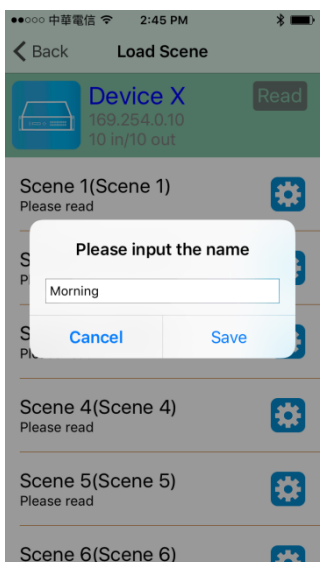 中華電信 2:45 PM
Back Load Scene
Device X Read
169.254.0.10
10 in/10 out
Scene 1(Scene 1)
Please read
Please input the name
Morning
Cancel Save
Scene 4(Scene 4)
Please read
Scene 5(Scene 5)
Please read
Scene 6(Scene 6)